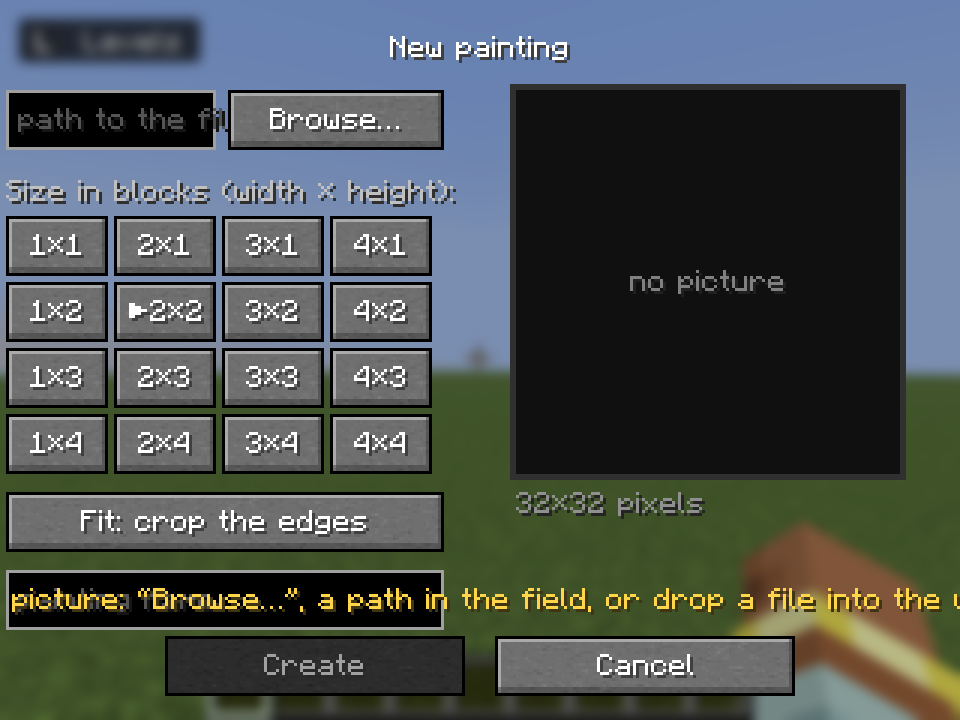 L Levels
New painting
path to the fil
Browse...
Size in blocks (width × height):
1×1 2×1 3×1 4×1
1×2 ►2×2 3×2 4×2
1×3 2×3 3×3 4×3
1×4 2×4 3×4 4×4
no picture
32×32 pixels
Fit: crop the edges
picture: "Browse...", a path in the field, or drop a file into the
Create
Cancel